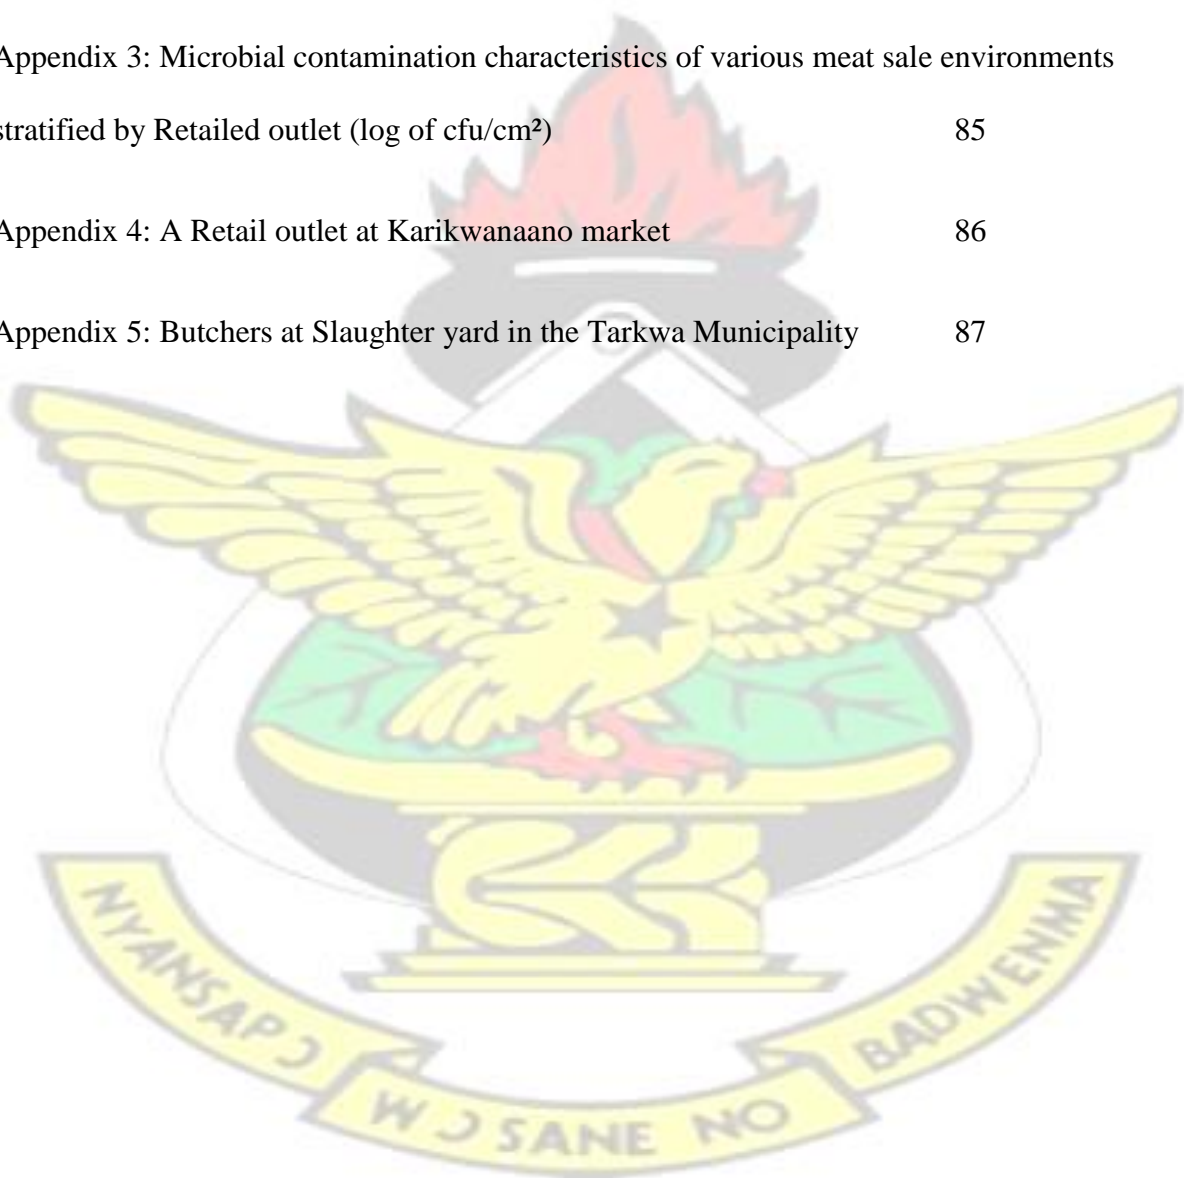 Appendix 3: Microbial contamination characteristics of various meat sale environments
stratified by Retailed outlet (log of cfu/cm²) 85
Appendix 4: A Retail outlet at Karikwanaano market 86
Appendix 5: Butchers at Slaughter yard in the Tarkwa Municipality 87
NYANSAPƆ
WƆSANE NO
BADWENMA